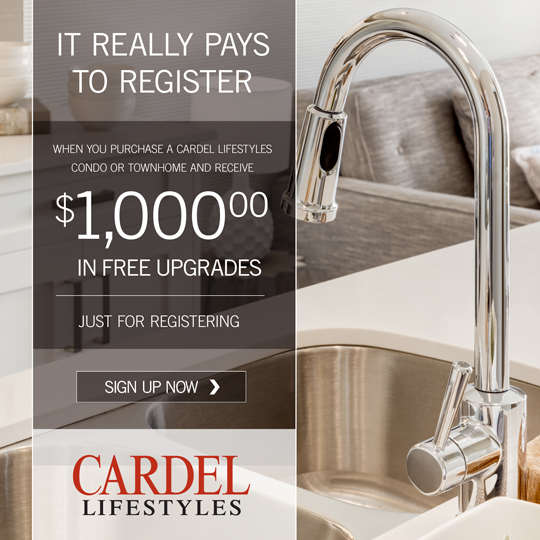 IT REALLY PAYS
TO REGISTER
WHEN YOU PURCHASE A CARDEL LIFESTYLES
CONDO OR TOWNHOME AND RECEIVE
$1,00000
IN FREE UPGRADES
JUST FOR REGISTERING
SIGN UP NOW ❯
CARDEL
LIFESTYLES